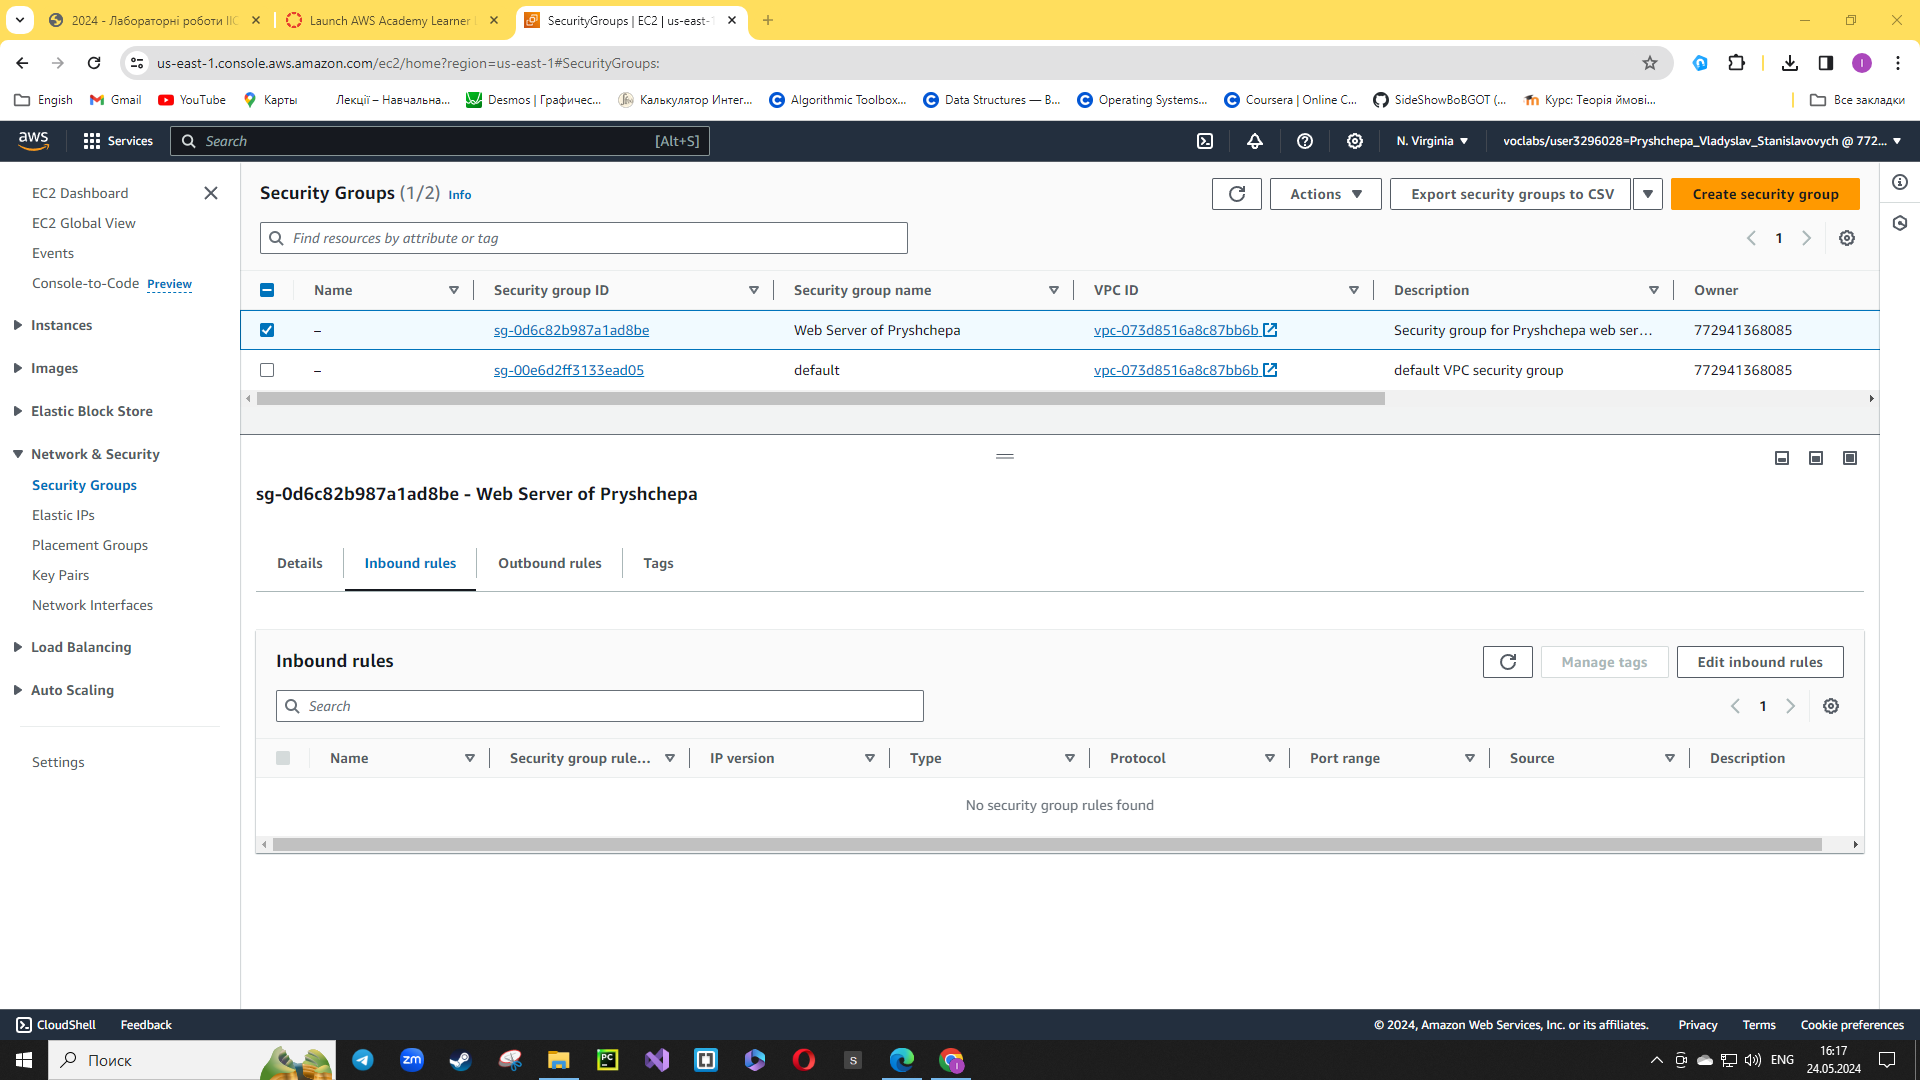 2024 - Лабораторні роботи ІІС
Launch AWS Academy Learner L
SecurityGroups | EC2 | us-east-1
us-east-1.console.aws.amazon.com/ec2/home?region=us-east-1#SecurityGroups:
Engish
Gmail
YouTube
Карты
Лекції – Навчальна...
Desmos | Графичес...
Калькулятор Интег...
Algorithmic Toolbox...
Data Structures — В...
Operating Systems...
Coursera | Online C...
SideShowBoBGOT (...
Курс: Теорія ймові...
Все закладки
aws
Services
Search
[Alt+S]
N. Virginia
voclabs/user3296028=Pryshchepa_Vladyslav_Stanislavovych @ 772...
EC2 Dashboard
EC2 Global View
Events
Console-to-Code Preview
Instances
Images
Elastic Block Store
Network & Security
Security Groups
Elastic IPs
Placement Groups
Key Pairs
Network Interfaces
Load Balancing
Auto Scaling
Settings
Security Groups (1/2) Info
Actions
Export security groups to CSV
Create security group
Find resources by attribute or tag
1
Name Security group ID Security group name VPC ID Description Owner
– sg-0d6c82b987a1ad8be Web Server of Pryshchepa vpc-073d8516a8c87bb6b Security group for Pryshchepa web ser... 772941368085
– sg-00e6d2ff3133ead05 default vpc-073d8516a8c87bb6b default VPC security group 772941368085
sg-0d6c82b987a1ad8be - Web Server of Pryshchepa
Details
Inbound rules
Outbound rules
Tags
Inbound rules
Manage tags
Edit inbound rules
Search
1
Name Security group rule... IP version Type Protocol Port range Source Description
No security group rules found
CloudShell
Feedback
© 2024, Amazon Web Services, Inc. or its affiliates.
Privacy
Terms
Cookie preferences
Поиск
zm
PC
S
I
ENG
16:17
24.05.2024